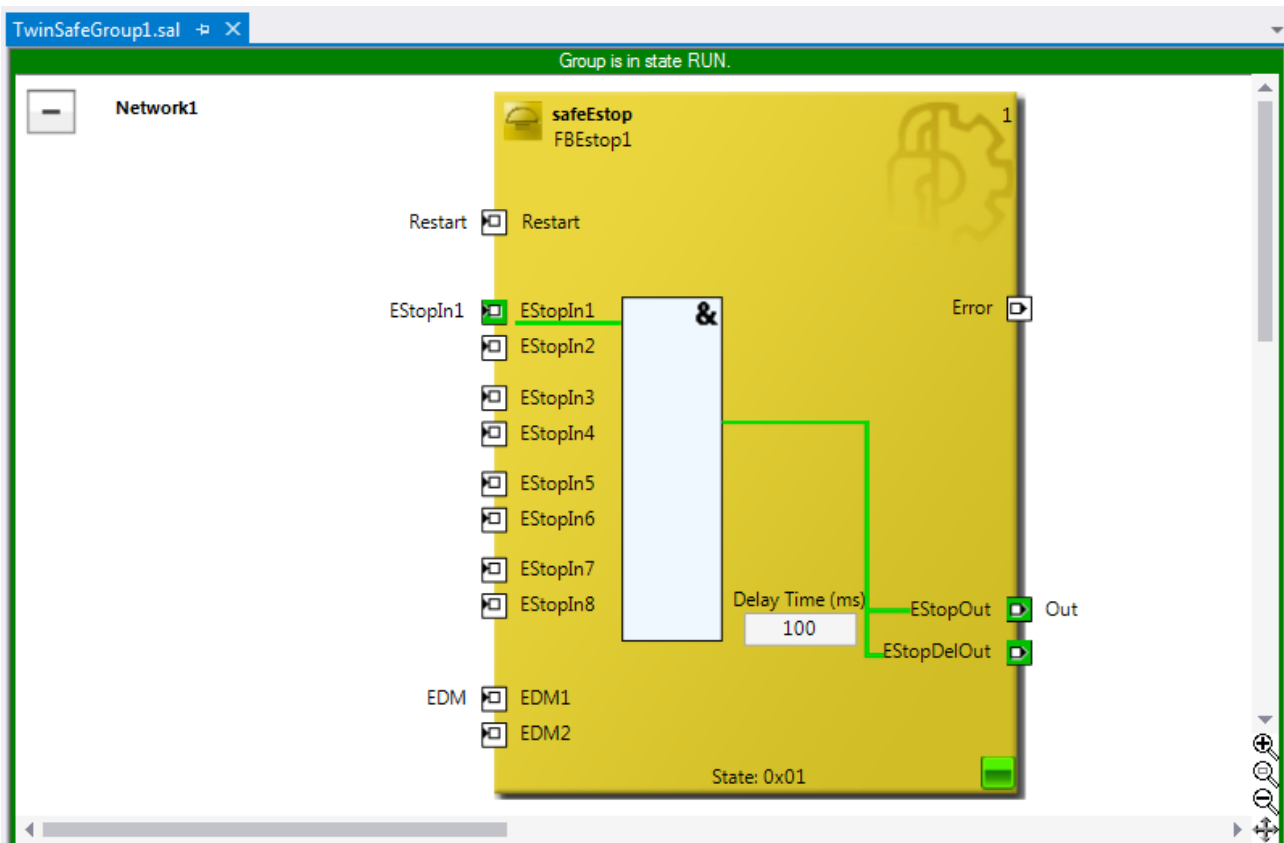 TwinSafeGroup1.sal
Group is in state RUN.
Network1
safeEstop
1
FBEstop1
Restart Restart
EStopIn1 EStopIn1 & Error
EStopIn2
EStopIn3
EStopIn4
EStopIn5
EStopIn6
EStopIn7
EStopIn8
Delay Time (ms)
100
EStopOut Out
EStopDelOut
EDM EDM1
EDM2
State: 0x01